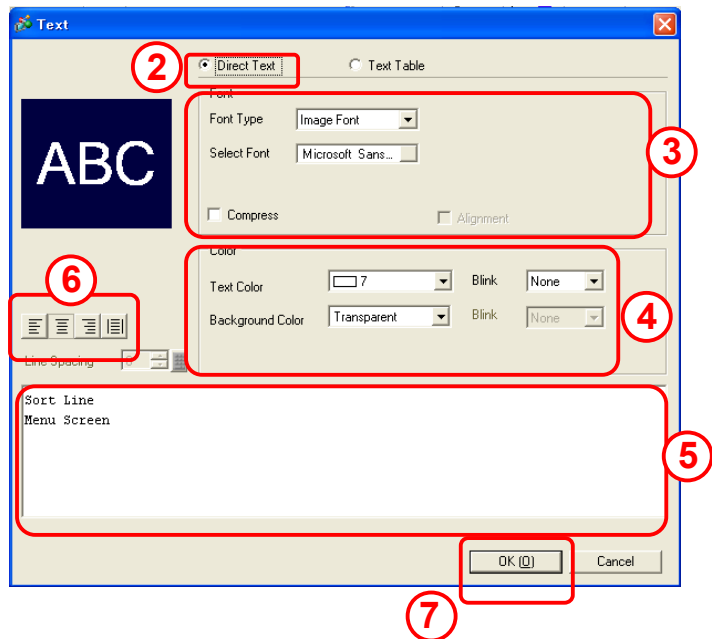 Text
2
Direct Text
Text Table
Font
Font Type
Image Font
3
ABC
Select Font
Microsoft Sans...
Compress
Alignment
Color
6
Text Color
7
Blink
None
4
Background Color
Transparent
Blink
None
Line Spacing
Sort Line
Menu Screen
5
OK (O)
Cancel
7